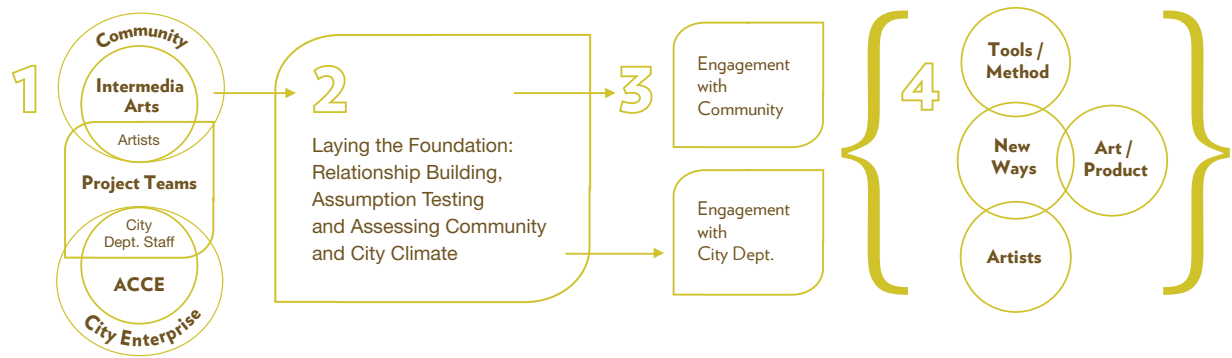 1
Community
Intermedia
Arts
Artists
Project Teams
City
Dept. Staff
ACCE
City Enterprise
2
Laying the Foundation:
Relationship Building,
Assumption Testing
and Assessing Community
and City Climate
3
Engagement
with
Community
Engagement
with
City Dept.
4
Tools /
Method
New
Ways
Art /
Product
Artists